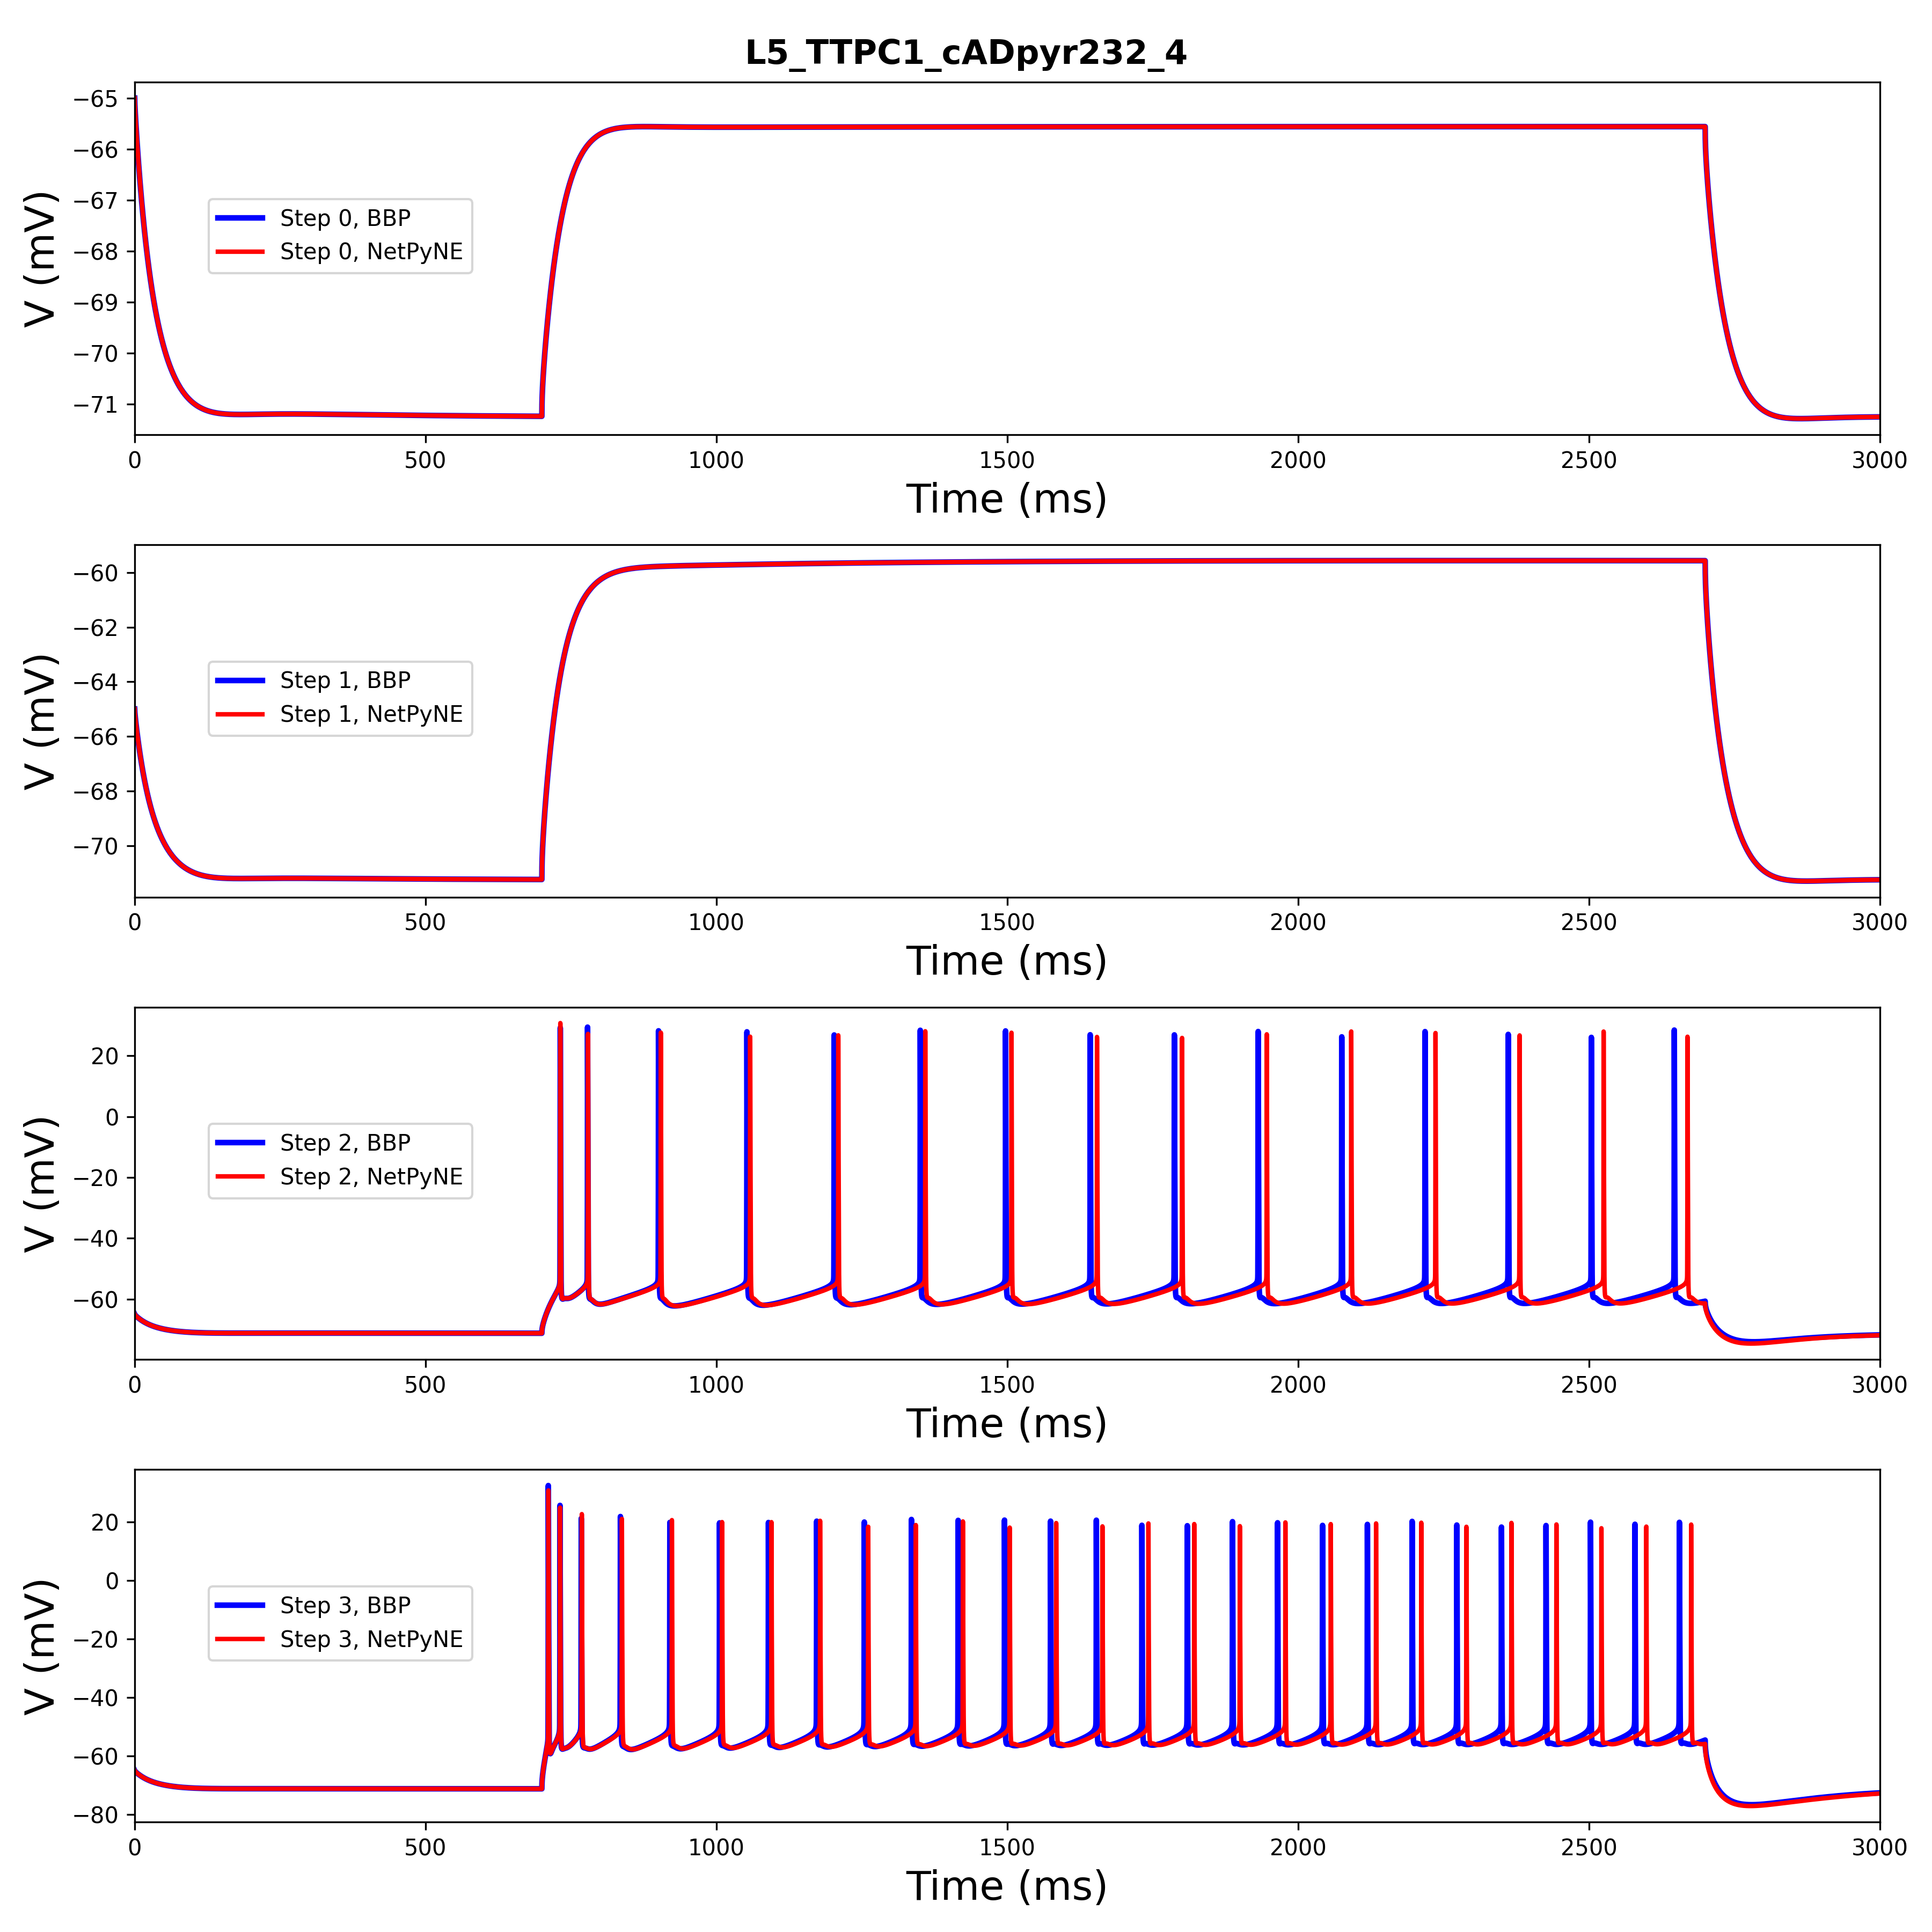 L5_TTPC1_cADpyr232_4
−65
−66
−67
−68
−69
−70
−71
V (mV)
Step 0, BBP
Step 0, NetPyNE
0 500 1000 1500 2000 2500 3000
Time (ms)
−60
−62
−64
−66
−68
−70
V (mV)
Step 1, BBP
Step 1, NetPyNE
0 500 1000 1500 2000 2500 3000
Time (ms)
20
0
−20
−40
−60
V (mV)
Step 2, BBP
Step 2, NetPyNE
0 500 1000 1500 2000 2500 3000
Time (ms)
20
0
−20
−40
−60
−80
V (mV)
Step 3, BBP
Step 3, NetPyNE
0 500 1000 1500 2000 2500 3000
Time (ms)